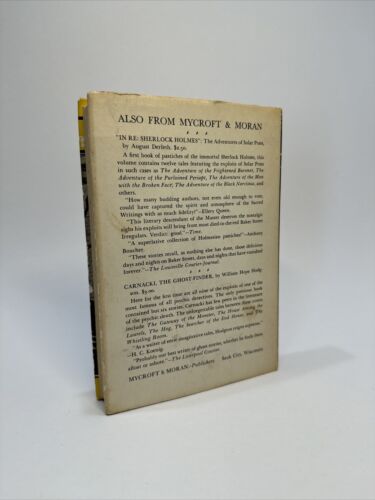 ALSO FROM MYCROFT & MORAN
"IN RE: SHERLOCK HOLMES": The Adventures of Solar Pons,
by August Derleth. $2.50.
A first book of pastiches of the immortal Sherlock Holmes, this
volume contains twelve tales featuring the exploits of Solar Pons
in such cases as The Adventure of the Frightened Baronet, The
Adventure of the Purloined Periapt, The Adventure of the Man
with the Broken Face, The Adventure of the Black Narcissus, and
others.
"How many budding authors, not even old enough to vote,
could have captured the spirit and atmosphere of the Sacred
Writings with as much fidelity?"—Ellery Queen.
"This literary descendant of the Master deserves the nostalgic
sighs his exploits will bring from most died-in-the-wool Baker Street
Irregulars. Verdict: good."—Time.
"A superlative collection of Holmesian pastiches"—Anthony
Boucher.
"These stories recall, as nothing else has done, those delicious
days and nights on Baker Street, days and nights that have vanished
forever."—The Louisville Courier-Journal.
CARNACKI, THE GHOST-FINDER, by William Hope Hodg-
son. $3.00.
Here for the first time are all nine of the exploits of one of the
most famous of all psychic detectives. The only previous book
contained but six stories. Carnacki has few peers in the literature
of the psychic sleuth. The unforgettable tales between these covers
include The Gateway of the Monster, The House Among the
Laurels, The Hog, The Searcher of the End House, and The
Whistling Room.
"As a writer of eerie imaginative tales, Hodgson reigns supreme."
—H. C. Koenig.
"Probably our best writer of ghost stories, whether he finds them
afloat or ashore."—The Liverpool Courier.
MYCROFT & MORAN: Publishers Sauk City, Wisconsin